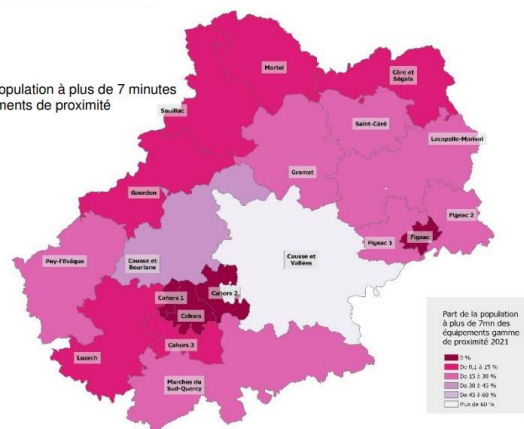 opulation à plus de 7 minutes
ments de proximité
Martel
Cère et
Ségala
Souillac
Saint-Céré
Lacapelle-Marival
Gramat
Gourdon
Figeac 2
Figeac
Figeac 1
Puy-l'Evêque
Causse et
Bouriane
Causse et
Vallées
Cahors 1
Cahors 2
Cahors
Cahors 3
Luzech
Marches du
Sud-Quercy
Part de la population
à plus de 7mn des
équipements gamme
de proximité 2021
0 %
De 0,1 à 15 %
De 15 à 30 %
De 30 à 45 %
De 45 à 60 %
Plus de 60 %